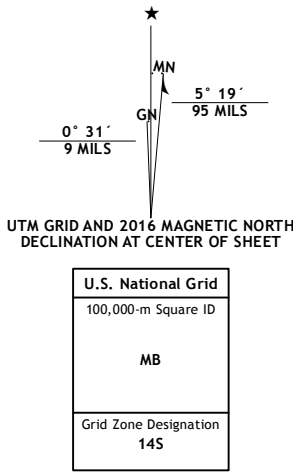 ★
MN
GN
5° 19´
95 MILS
0° 31´
9 MILS
UTM GRID AND 2016 MAGNETIC NORTH
DECLINATION AT CENTER OF SHEET
U.S. National Grid
100,000-m Square ID
MB
Grid Zone Designation
14S